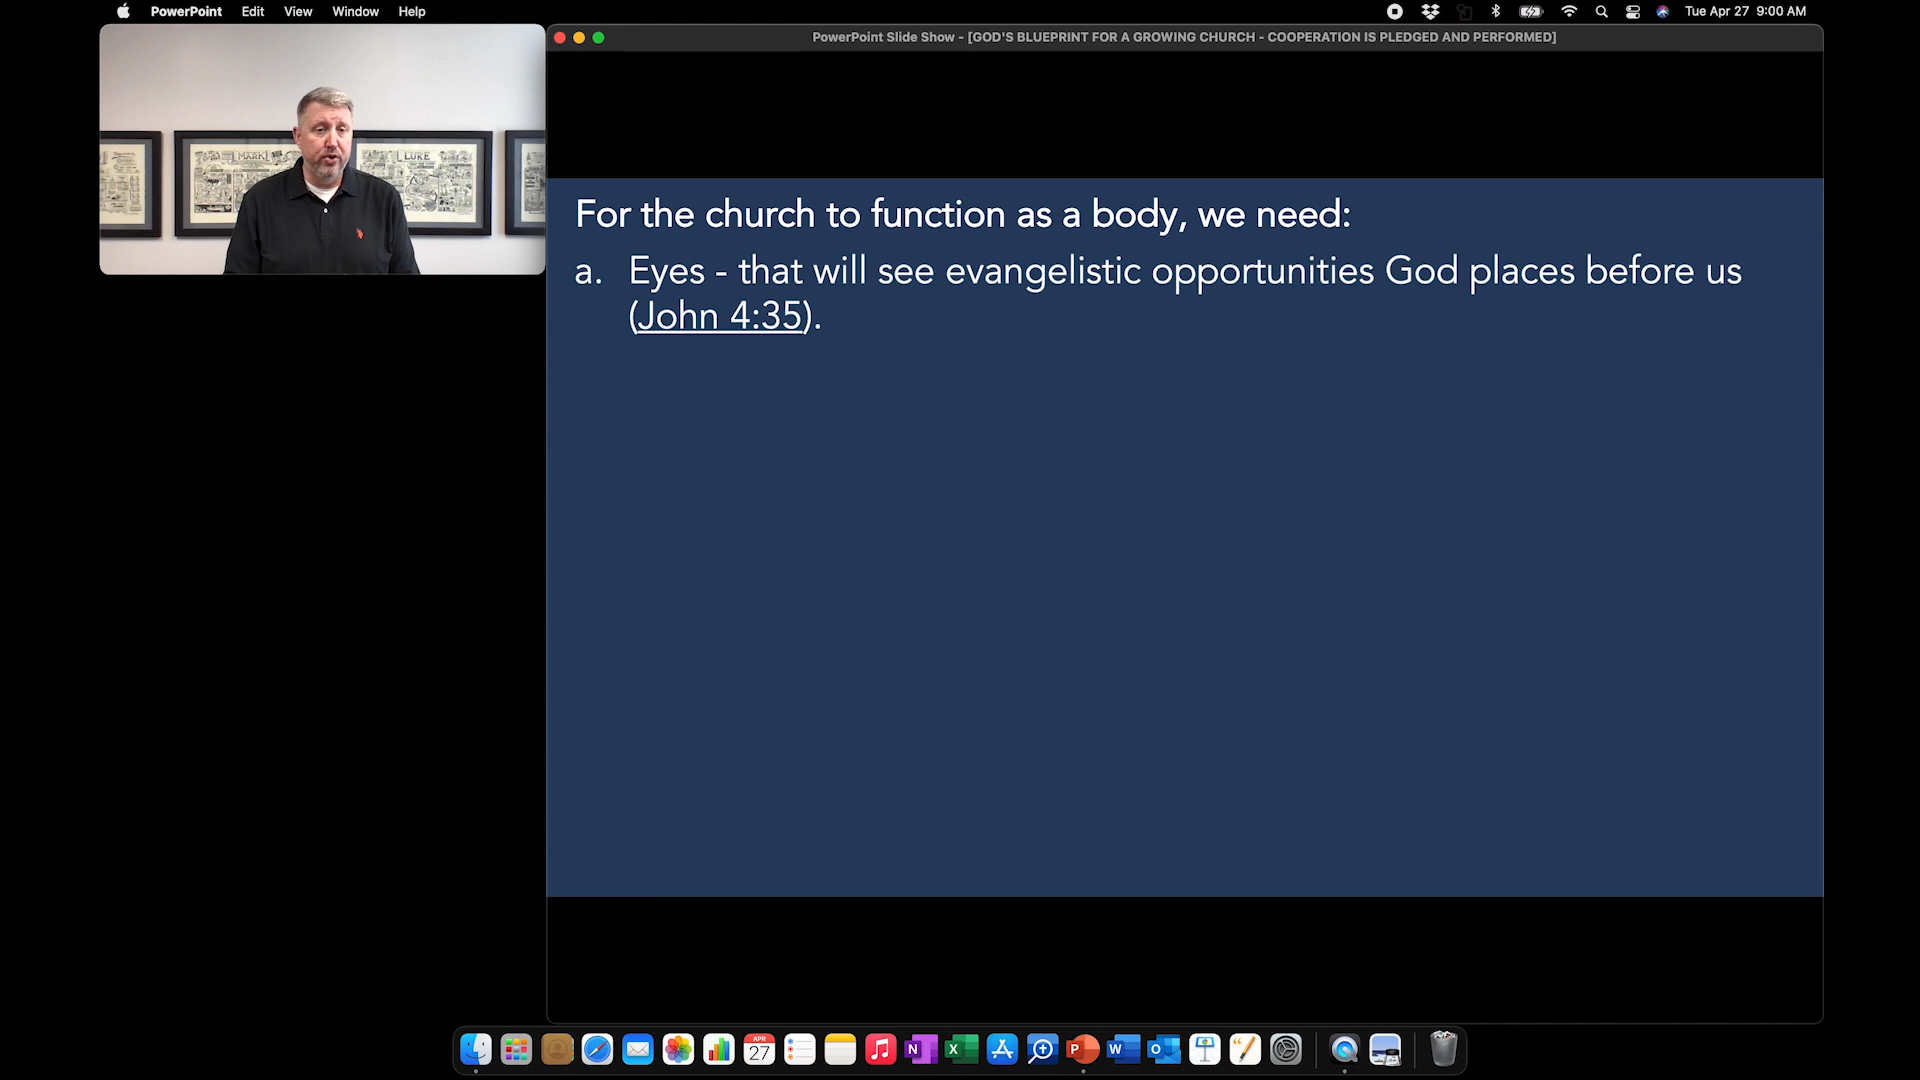 PowerPoint Edit View Window Help
Tue Apr 27 9:00 AM
PowerPoint Slide Show - [GOD'S BLUEPRINT FOR A GROWING CHURCH - COOPERATION IS PLEDGED AND PERFORMED]
MARK
LUKE
For the church to function as a body, we need:
a. Eyes - that will see evangelistic opportunities God places before us
(John 4:35).
APR
27
N
X
P
W
O